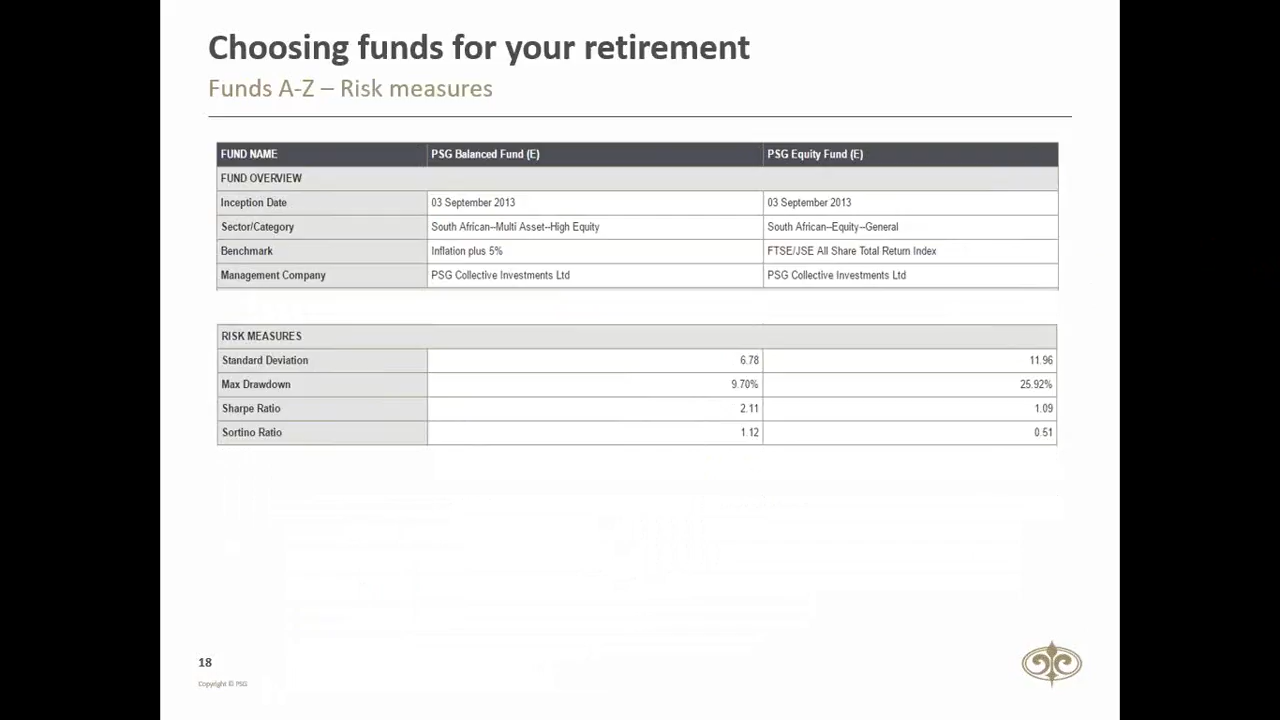 Choosing funds for your retirement
Funds A-Z – Risk measures
FUND NAME PSG Balanced Fund (E) PSG Equity Fund (E)
FUND OVERVIEW
Inception Date 03 September 2013 03 September 2013
Sector/Category South African--Multi Asset--High Equity South African--Equity--General
Benchmark Inflation plus 5% FTSE/JSE All Share Total Return Index
Management Company PSG Collective Investments Ltd PSG Collective Investments Ltd
RISK MEASURES
Standard Deviation 6.78 11.96
Max Drawdown 9.70% 25.92%
Sharpe Ratio 2.11 1.09
Sortino Ratio 1.12 0.51
18
Copyright © PSG